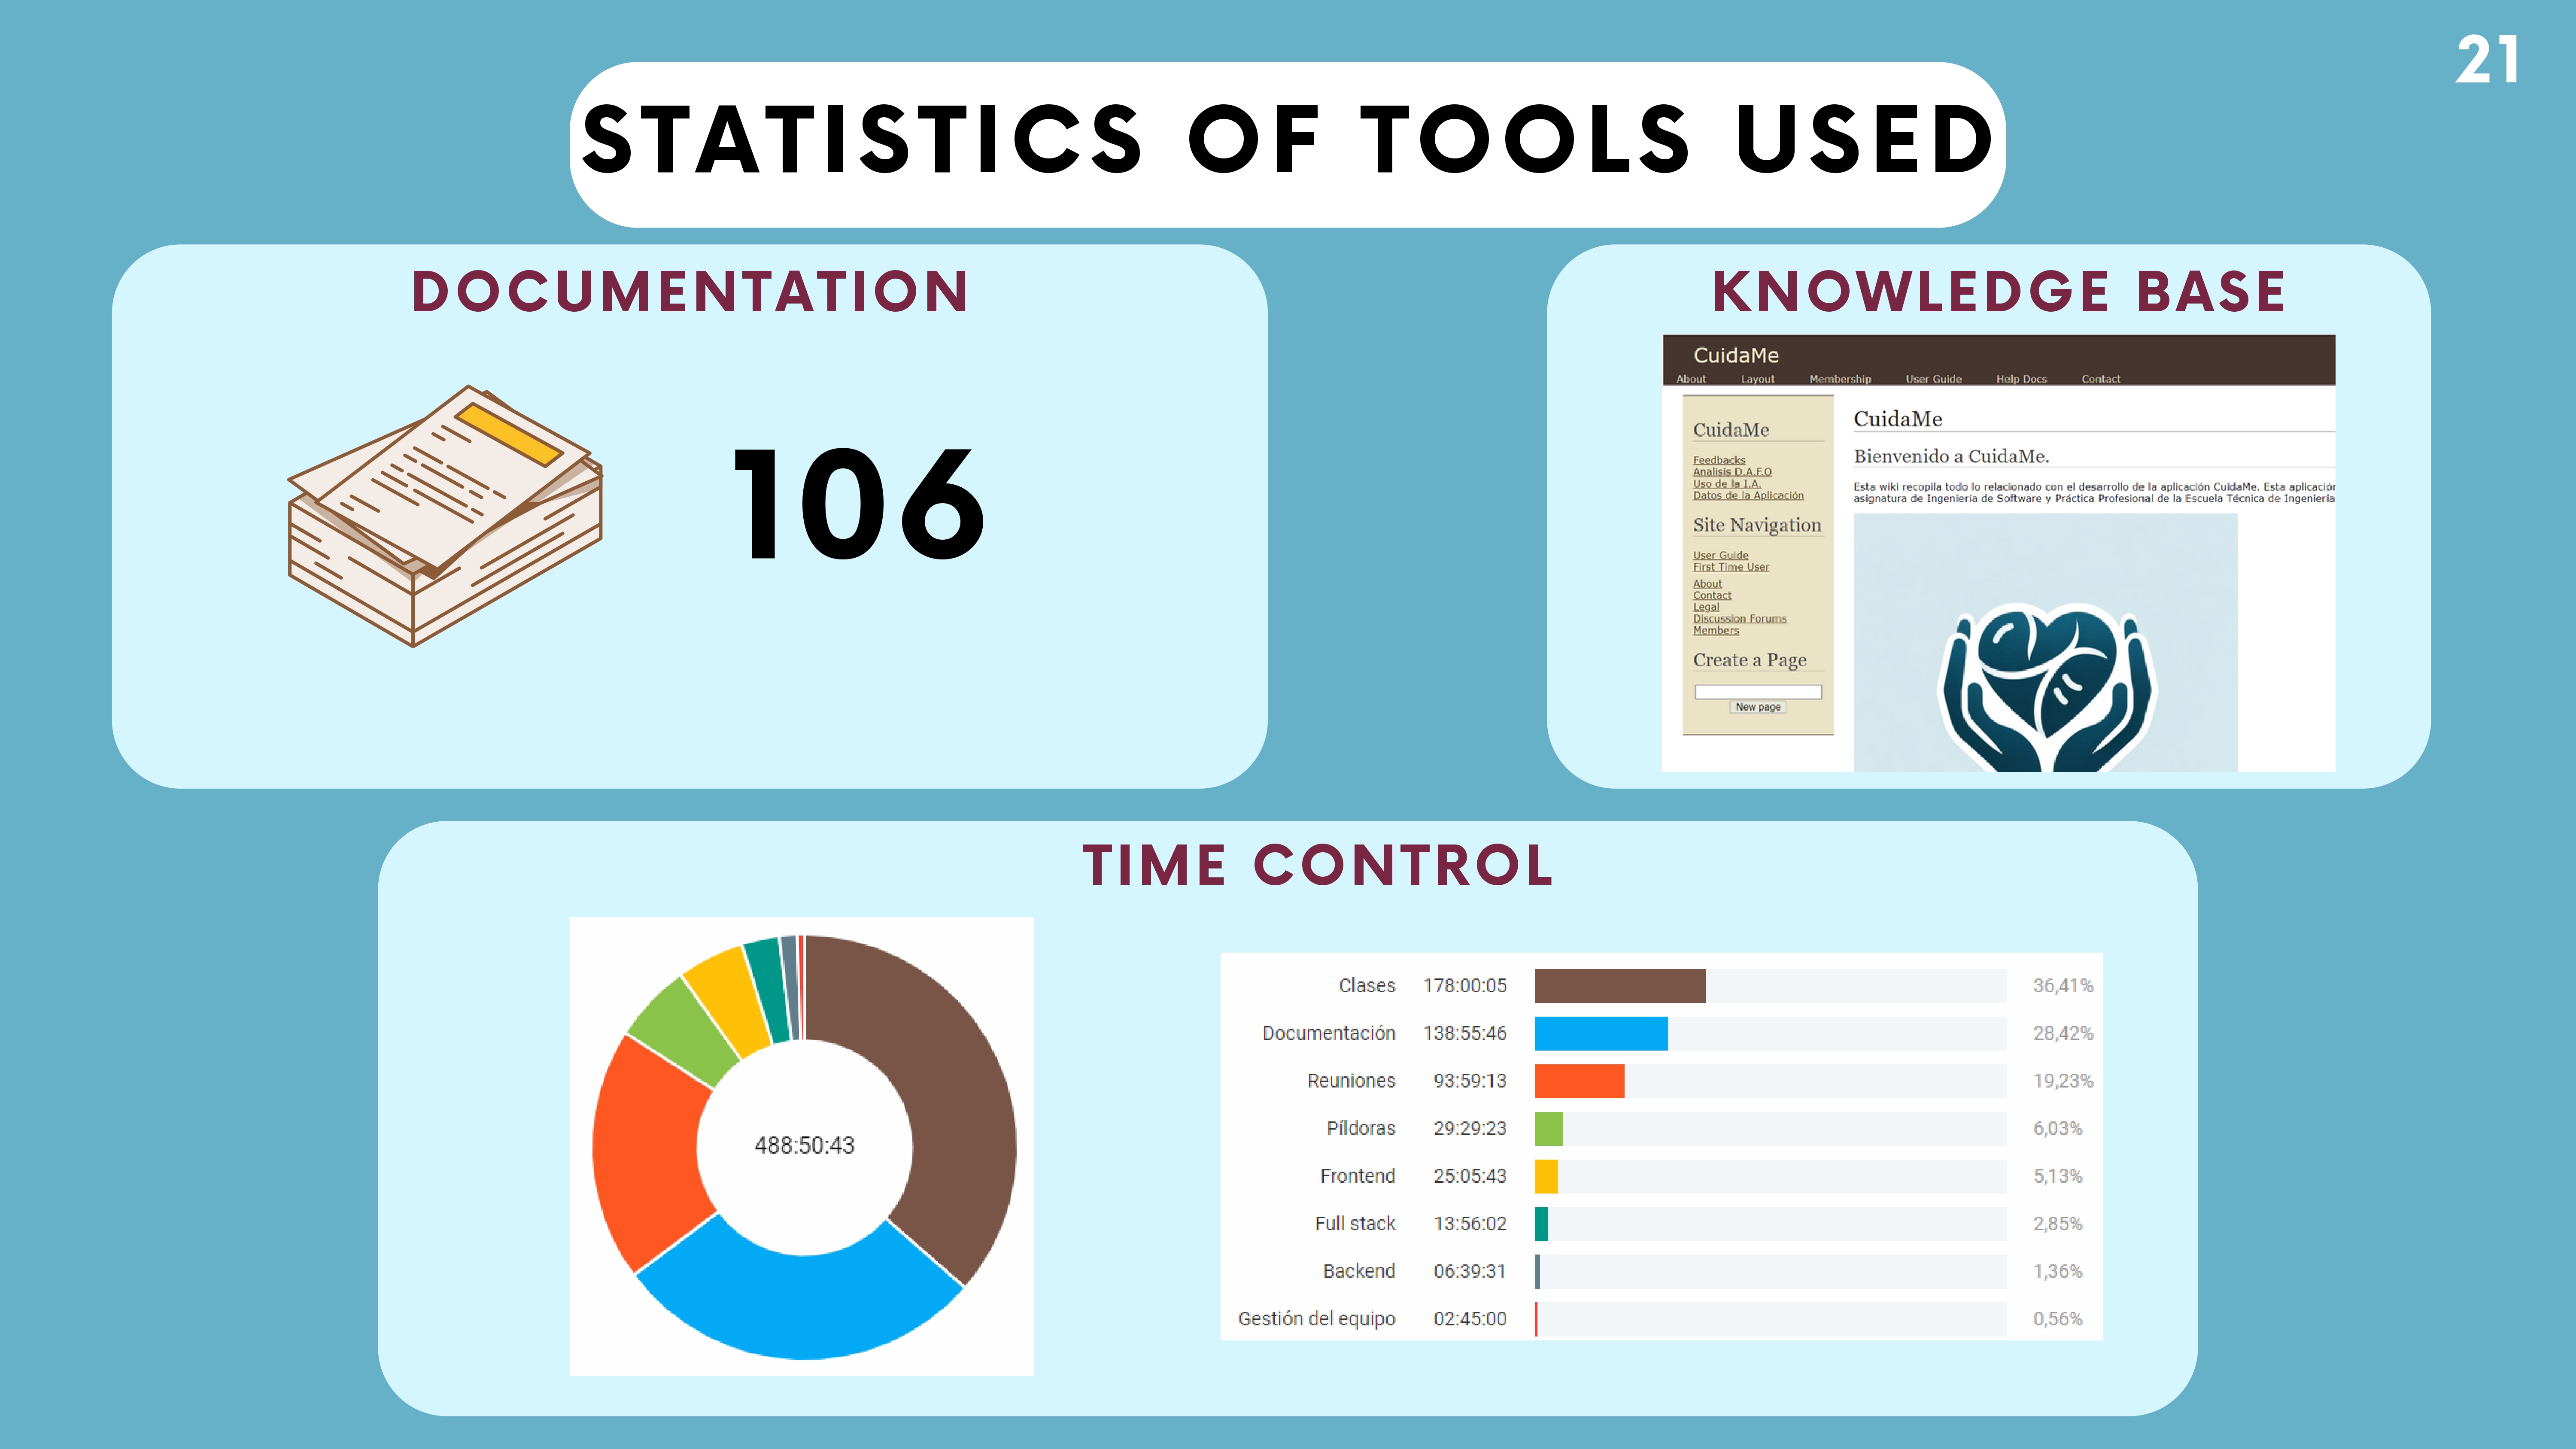 21
STATISTICS OF TOOLS USED
DOCUMENTATION
106
KNOWLEDGE BASE
CuidaMe
About Layout Membership User Guide Help Docs Contact
CuidaMe
Feedbacks
Analisis D.A.F.O
Uso de la I.A.
Datos de la Aplicación
Site Navigation
User Guide
First Time User
About
Contact
Legal
Discussion Forums
Members
Create a Page
New page
CuidaMe
Bienvenido a CuidaMe.
Esta wiki recopila todo lo relacionado con el desarrollo de la aplicación CuidaMe. Esta aplicación
asignatura de Ingeniería de Software y Práctica Profesional de la Escuela Técnica de Ingeniería
TIME CONTROL
488:50:43
Clases 178:00:05 36,41%
Documentación 138:55:46 28,42%
Reuniones 93:59:13 19,23%
Píldoras 29:29:23 6,03%
Frontend 25:05:43 5,13%
Full stack 13:56:02 2,85%
Backend 06:39:31 1,36%
Gestión del equipo 02:45:00 0,56%